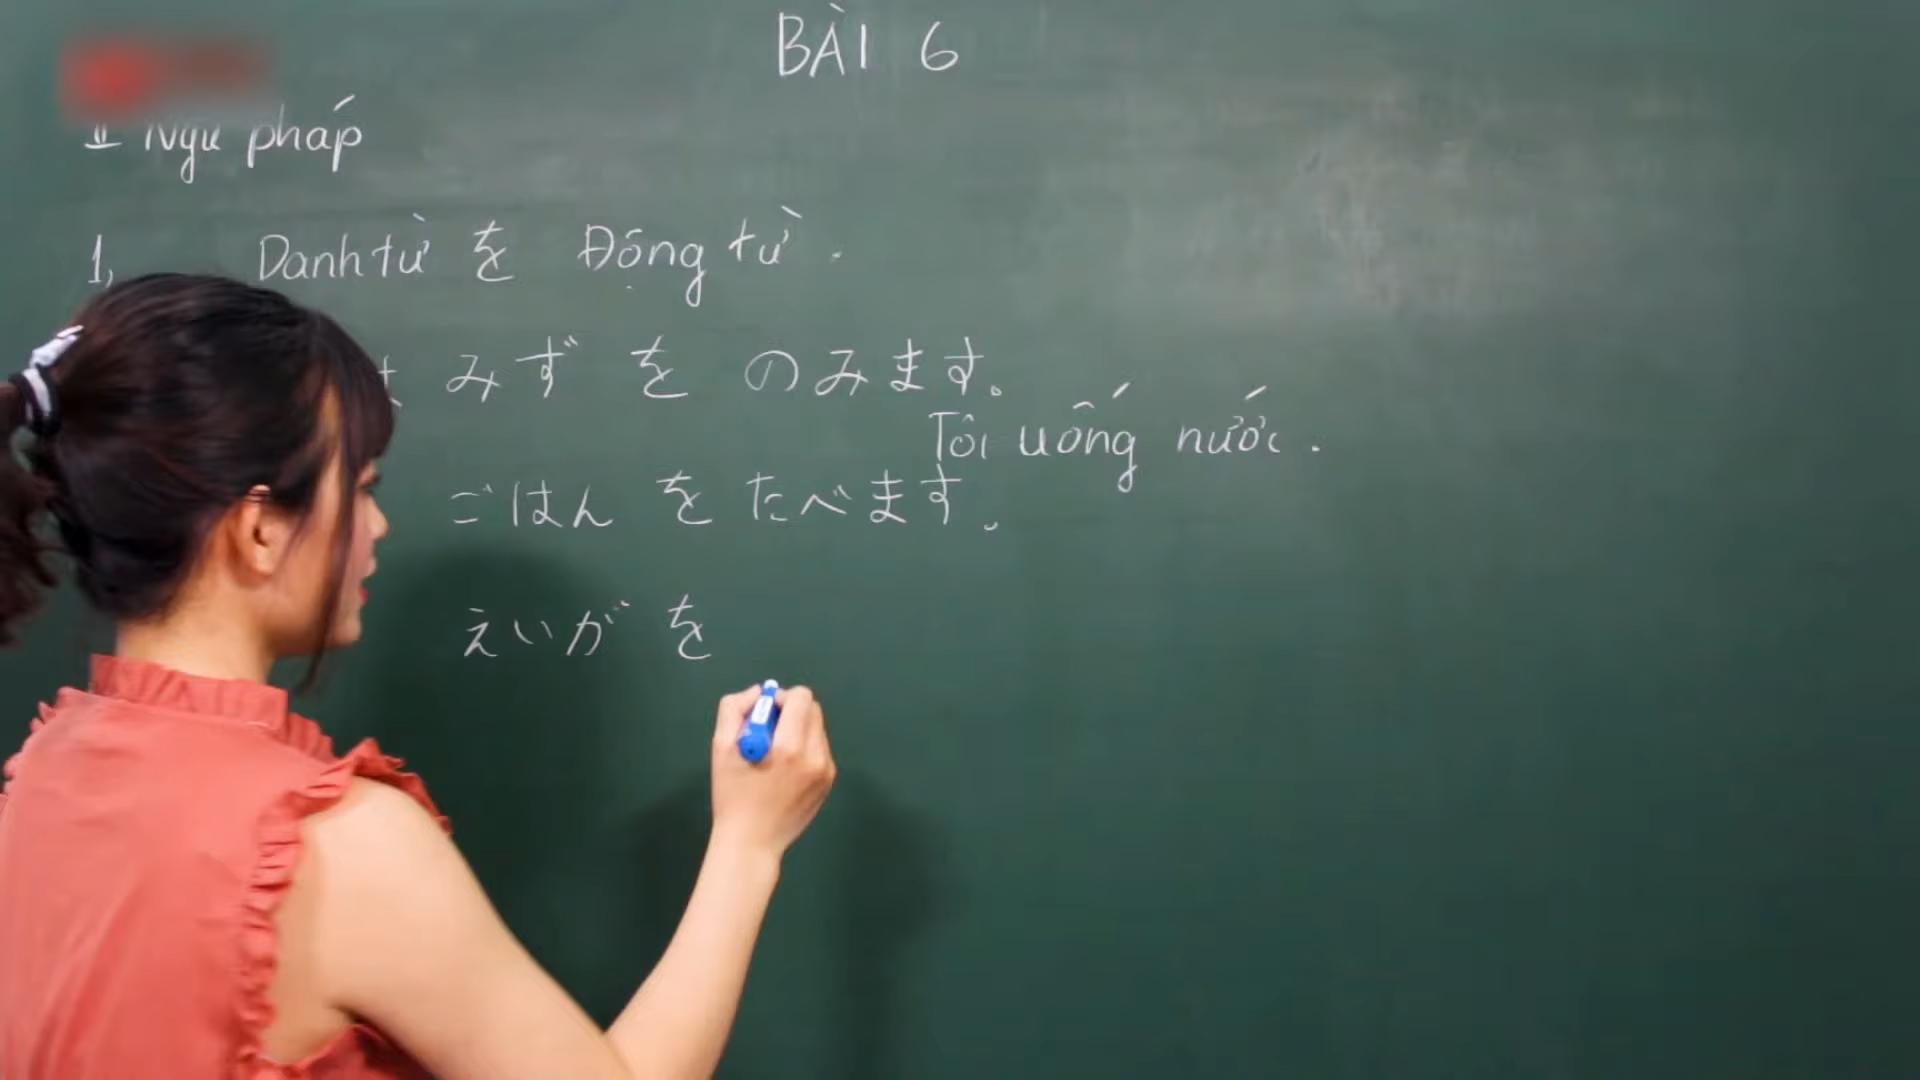 BÀI 6
II Ngữ pháp
1, Danh từ を Động từ.
は みず を のみます。
Tôi uống nước.
ごはん を たべます。
えいが を